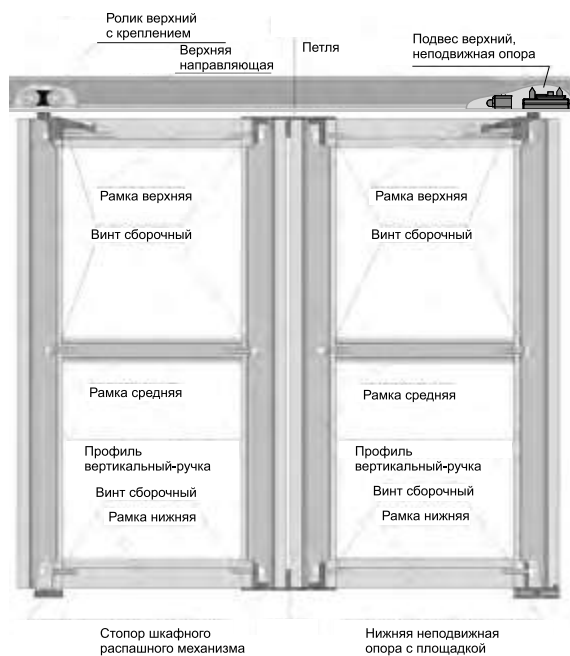 Ролик верхний
с креплением
Верхняя
направляющая
Петля
Подвес верхний,
неподвижная опора
Рамка верхняя
Рамка верхняя
Винт сборочный
Винт сборочный
Рамка средняя
Рамка средняя
Профиль
вертикальный-ручка
Профиль
вертикальный-ручка
Винт сборочный
Винт сборочный
Рамка нижняя
Рамка нижняя
Стопор шкафного
распашного механизма
Нижняя неподвижная
опора с площадкой